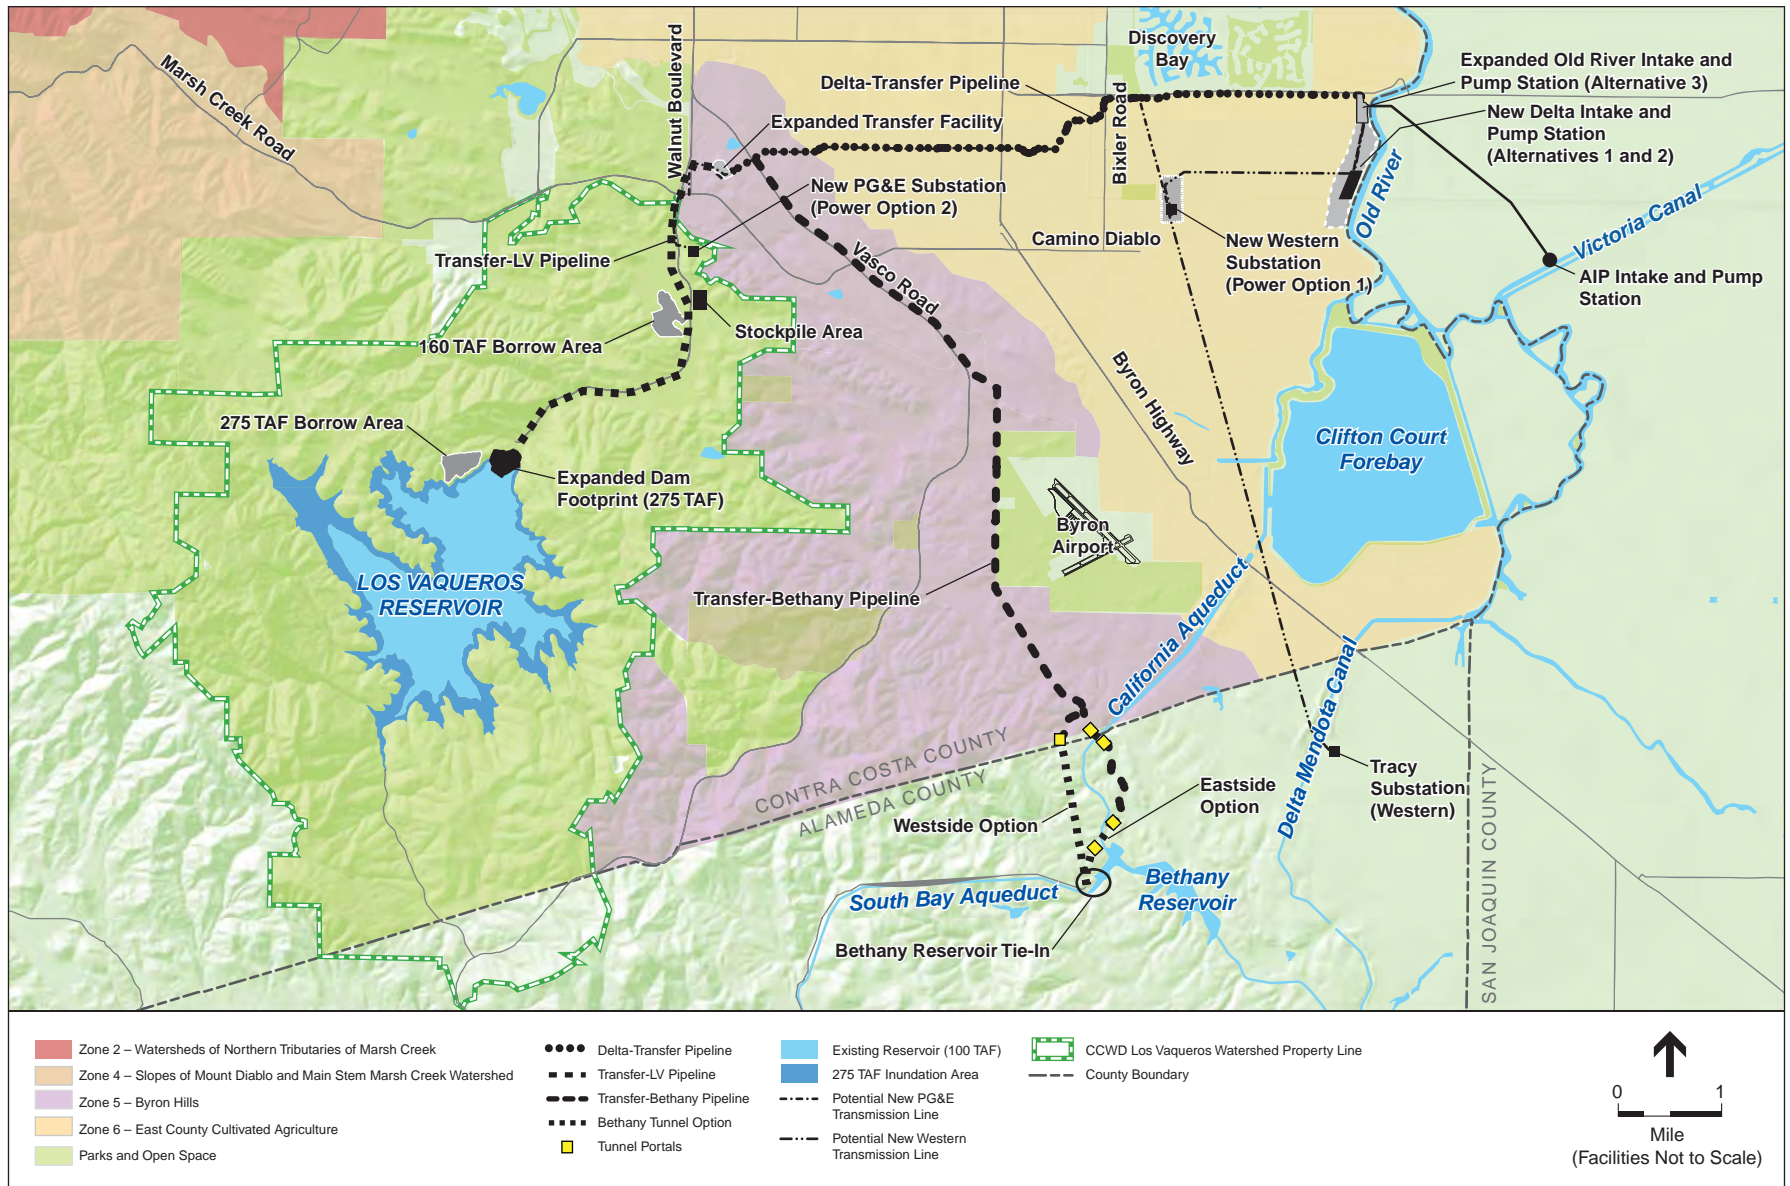 Marsh Creek Road
Walnut Boulevard
Discovery
Bay
Delta-Transfer Pipeline
Bixler Road
Expanded Transfer Facility
Expanded Old River Intake and
Pump Station (Alternative 3)
New Delta Intake and
Pump Station
(Alternatives 1 and 2)
New PG&E Substation
(Power Option 2)
Old River
Victoria Canal
Camino Diablo
New Western
Substation
(Power Option 1)
AIP Intake and Pump
Station
Transfer-LV Pipeline
Vasco Road
Stockpile Area
160 TAF Borrow Area
Byron Highway
275 TAF Borrow Area
Clifton Court
Forebay
Expanded Dam
Footprint (275 TAF)
Byron
Airport
LOS VAQUEROS
RESERVOIR
Transfer-Bethany Pipeline
California Aqueduct
Delta Mendota Canal
CONTRA COSTA COUNTY
ALAMEDA COUNTY
SAN JOAQUIN COUNTY
Tracy
Substation
(Western)
Eastside
Option
Westside Option
Bethany
Reservoir
South Bay Aqueduct
Bethany Reservoir Tie-In
Zone 2 – Watersheds of Northern Tributaries of Marsh Creek
Zone 4 – Slopes of Mount Diablo and Main Stem Marsh Creek Watershed
Zone 5 – Byron Hills
Zone 6 – East County Cultivated Agriculture
Parks and Open Space
Delta-Transfer Pipeline
Transfer-LV Pipeline
Transfer-Bethany Pipeline
Bethany Tunnel Option
Tunnel Portals
Existing Reservoir (100 TAF)
275 TAF Inundation Area
Potential New PG&E
Transmission Line
Potential New Western
Transmission Line
CCWD Los Vaqueros Watershed Property Line
County Boundary
0 1
Mile
(Facilities Not to Scale)